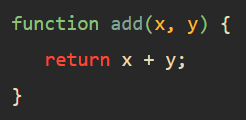 function add(x, y) {
   return x + y;
}